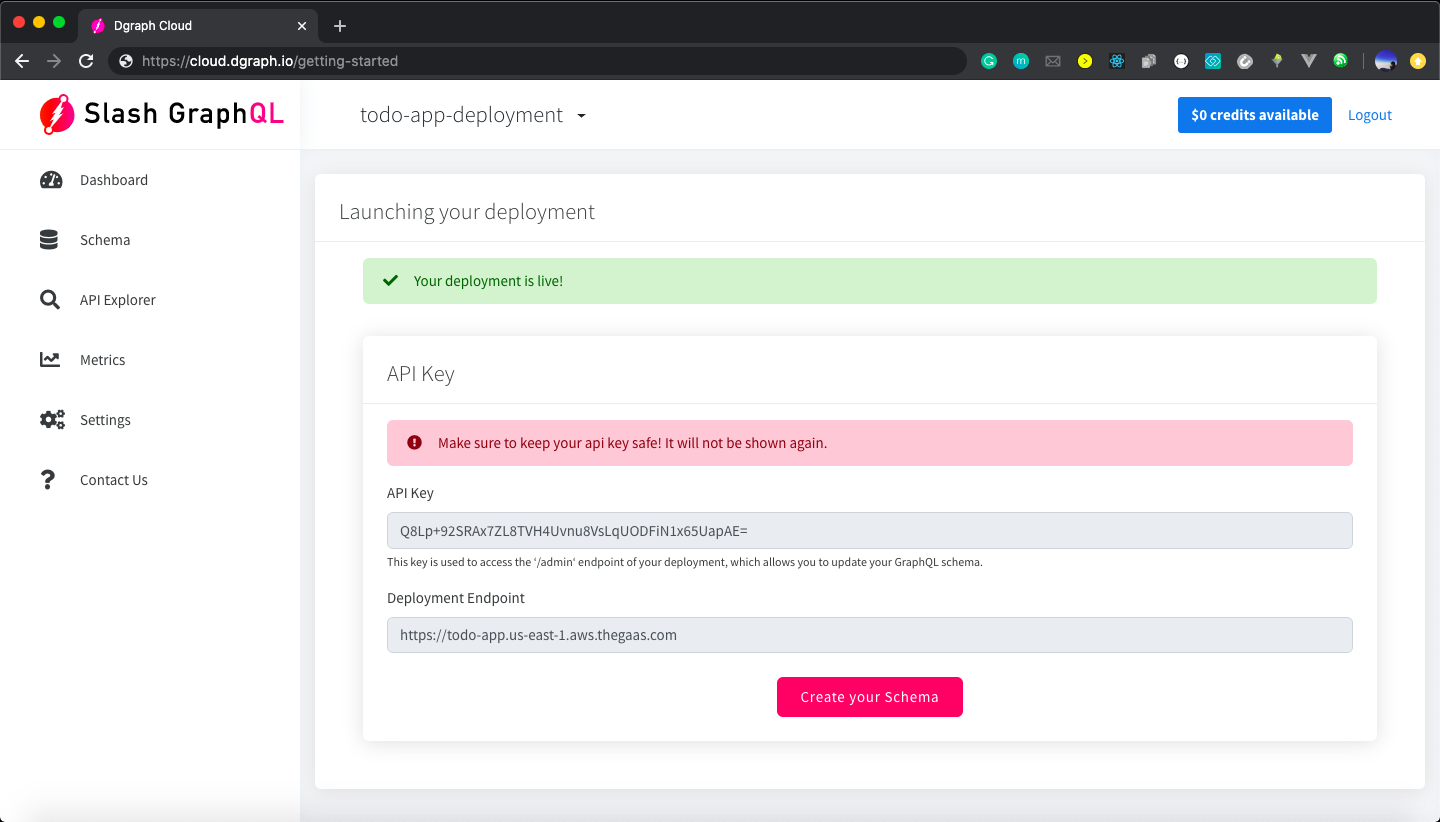 Dgraph Cloud
https://cloud.dgraph.io/getting-started
Slash GraphQL
todo-app-deployment
$0 credits available
Logout
Dashboard
Schema
API Explorer
Metrics
Settings
Contact Us
Launching your deployment
Your deployment is live!
API Key
Make sure to keep your api key safe! It will not be shown again.
API Key
Q8Lp+92SRAx7ZL8TVH4Uvnu8VsLqUODFiN1x65UapAE=
This key is used to access the '/admin' endpoint of your deployment, which allows you to update your GraphQL schema.
Deployment Endpoint
https://todo-app.us-east-1.aws.thegaas.com
Create your Schema